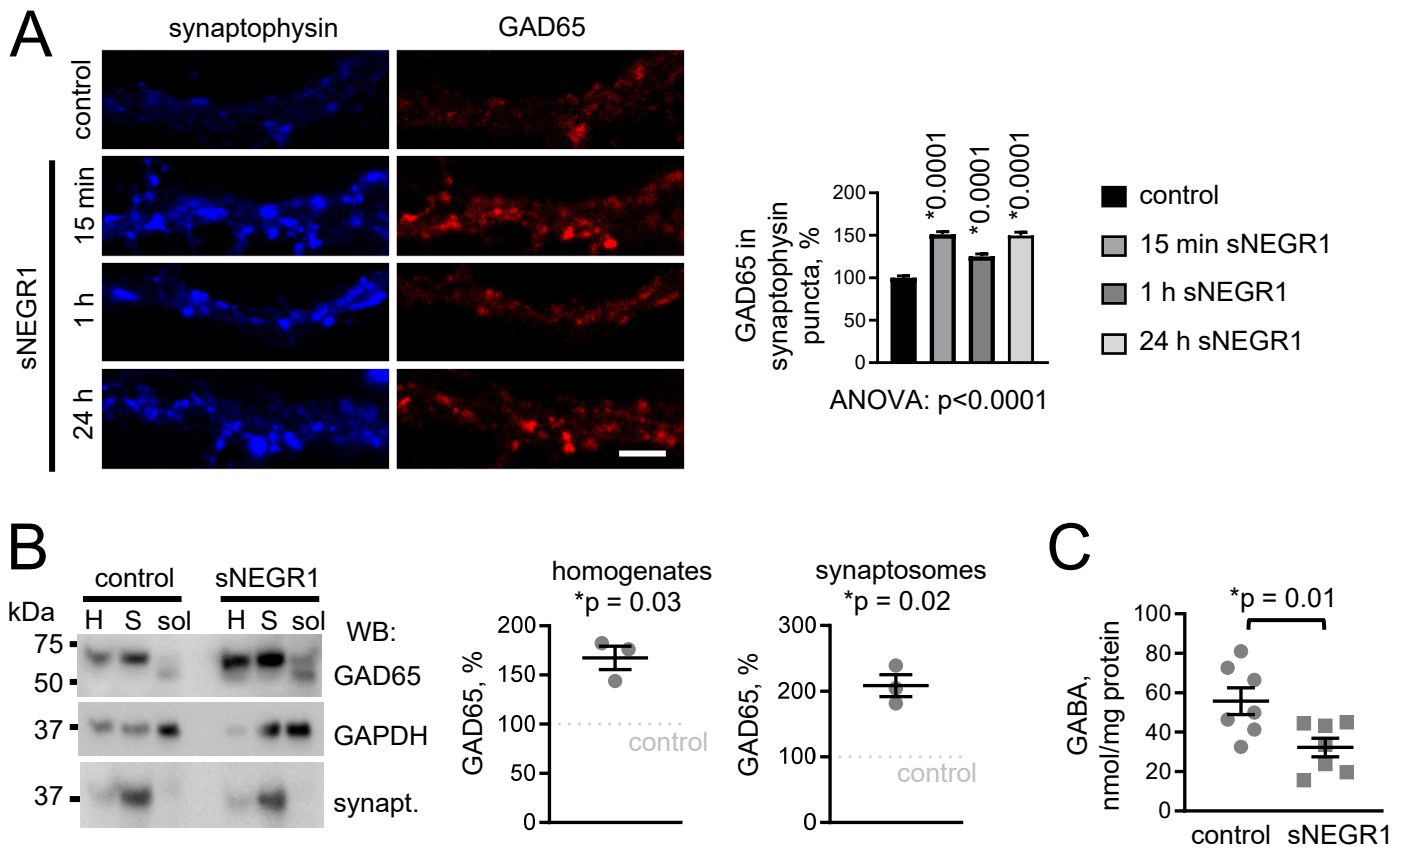 A
synaptophysin
GAD65
control
sNEGR1
15 min
1 h
24 h
GAD65 in
synaptophysin
puncta, %
200
150
100
50
0
*0.0001
*0.0001
*0.0001
ANOVA: p<0.0001
control
15 min sNEGR1
1 h sNEGR1
24 h sNEGR1
B
control
sNEGR1
kDa
H S sol
H S sol
WB:
75
50
GAD65
37
GAPDH
37
synapt.
homogenates
*p = 0.03
GAD65, %
200
150
100
50
0
control
synaptosomes
*p = 0.02
GAD65, %
300
200
100
0
control
C
*p = 0.01
GABA,
nmol/mg protein
100
80
60
40
20
0
control
sNEGR1